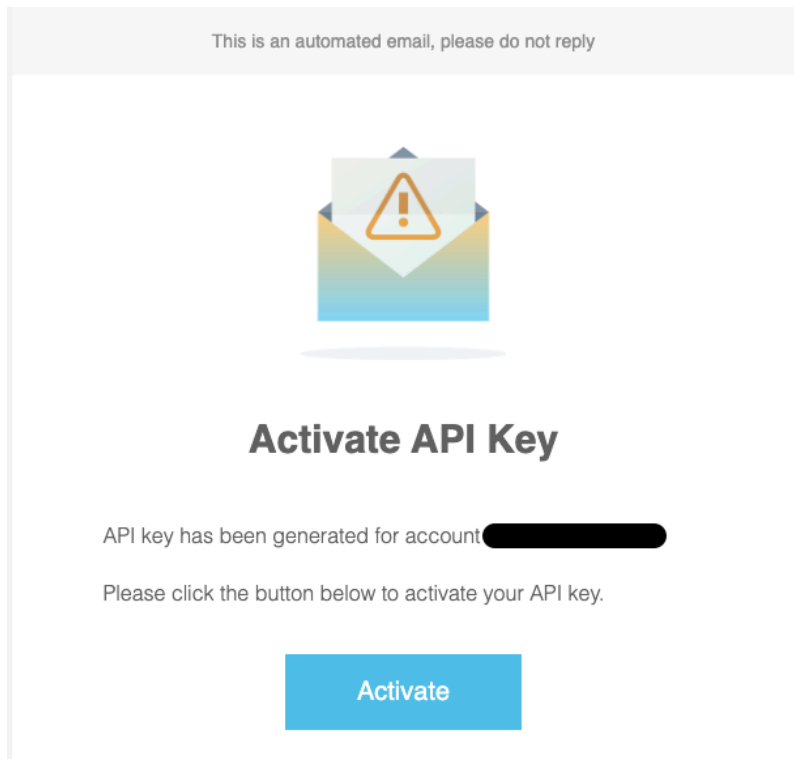 This is an automated email, please do not reply
Activate API Key
API key has been generated for account
Please click the button below to activate your API key.
Activate